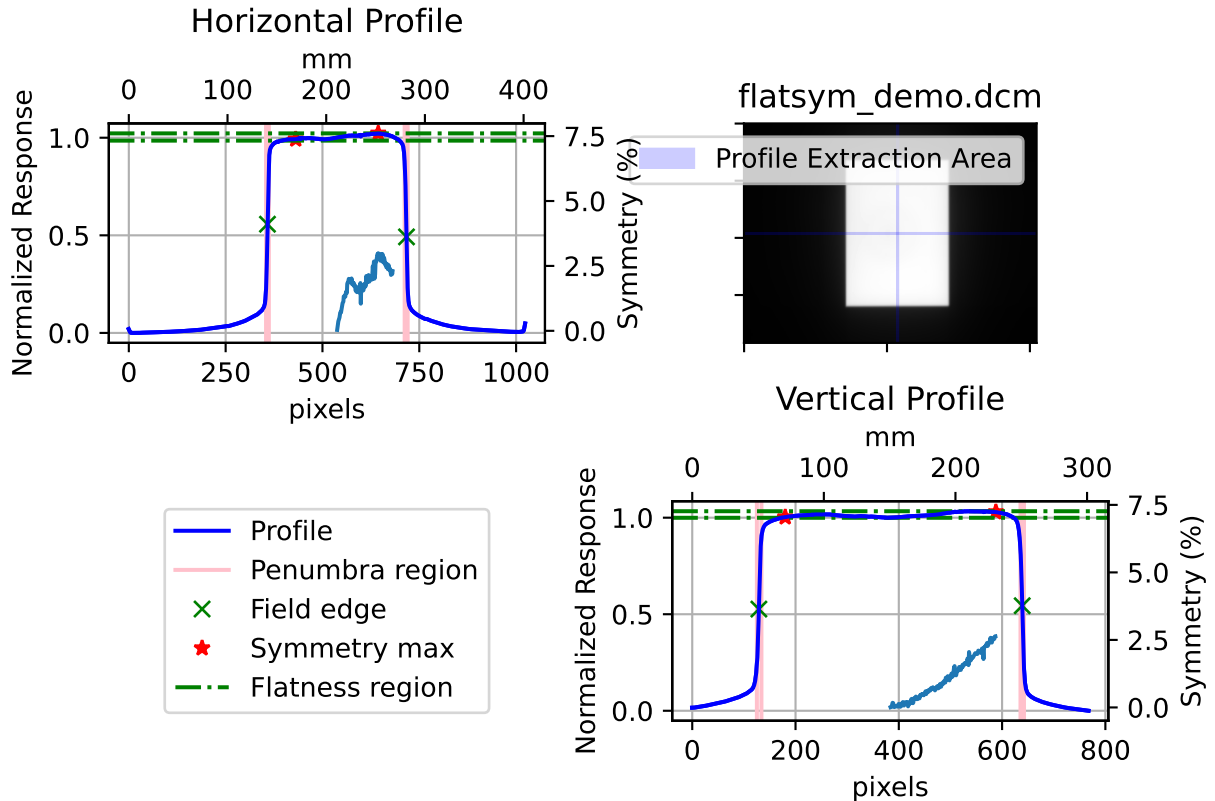 Horizontal Profile
mm
0 100 200 300 400
Normalized Response
1.0
0.5
0.0
7.5
5.0
2.5
0.0
Symmetry (%)
0 250 500 750 1000
pixels
flatsym_demo.dcm
Profile Extraction Area
Vertical Profile
mm
0 100 200 300
Normalized Response
1.0
0.5
0.0
7.5
5.0
2.5
0.0
Symmetry (%)
0 200 400 600 800
pixels
Profile
Penumbra region
Field edge
Symmetry max
Flatness region